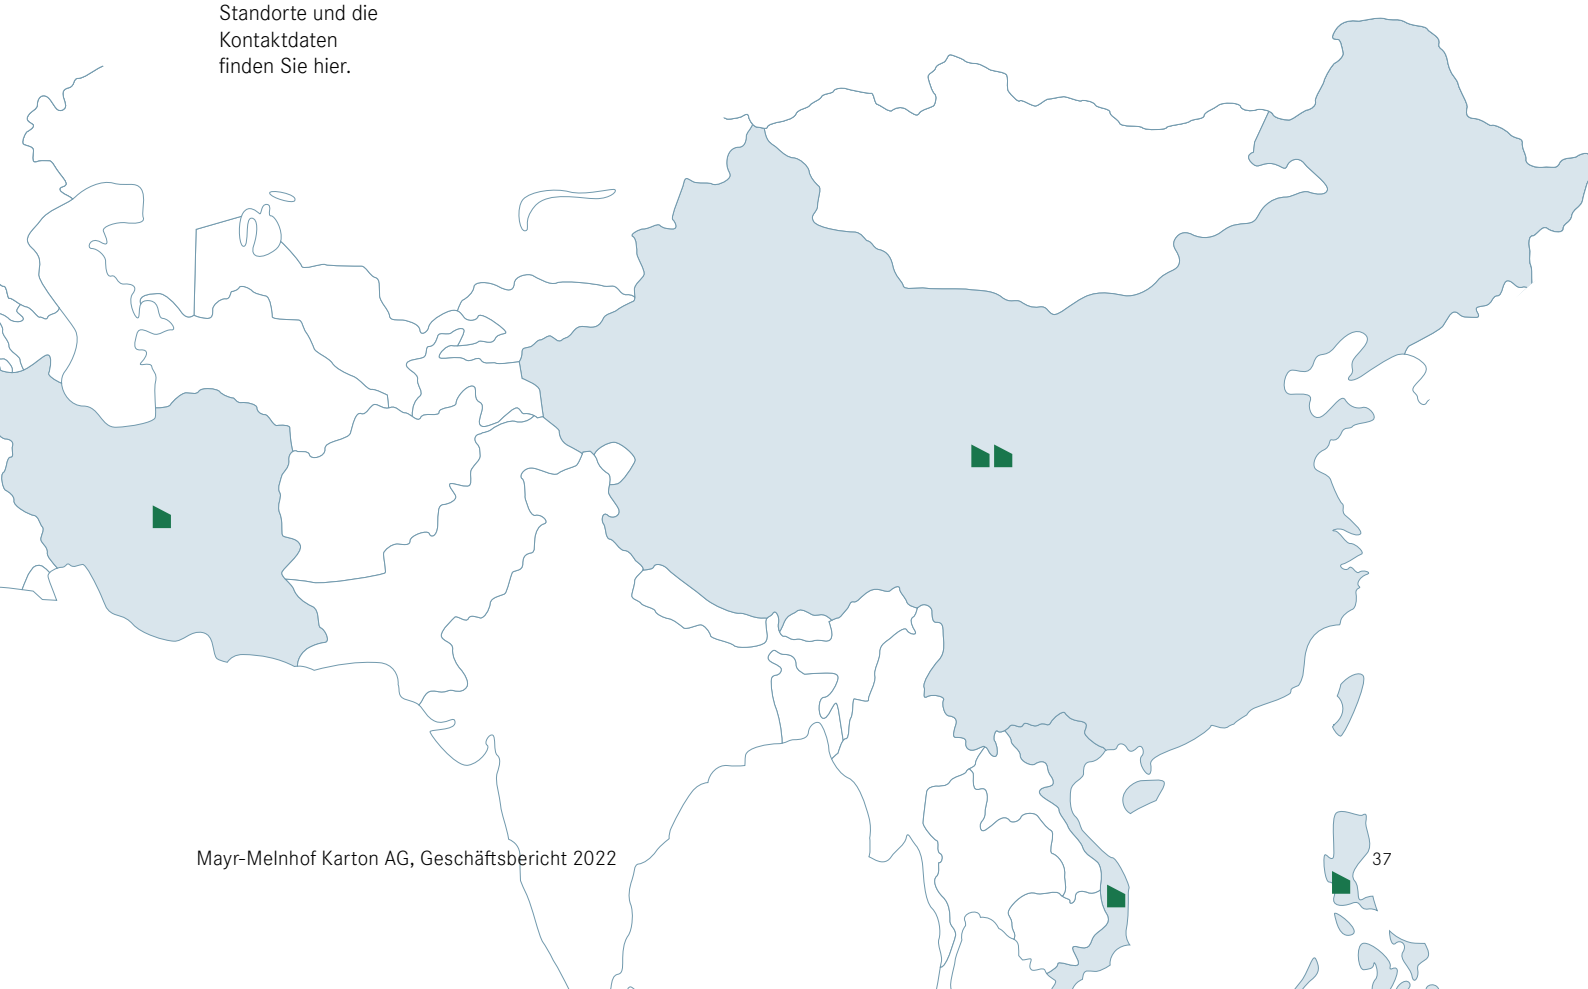 Standorte und die
Kontaktdaten
finden Sie hier.
Mayr-Melnhof Karton AG, Geschäftsbericht 2022
37